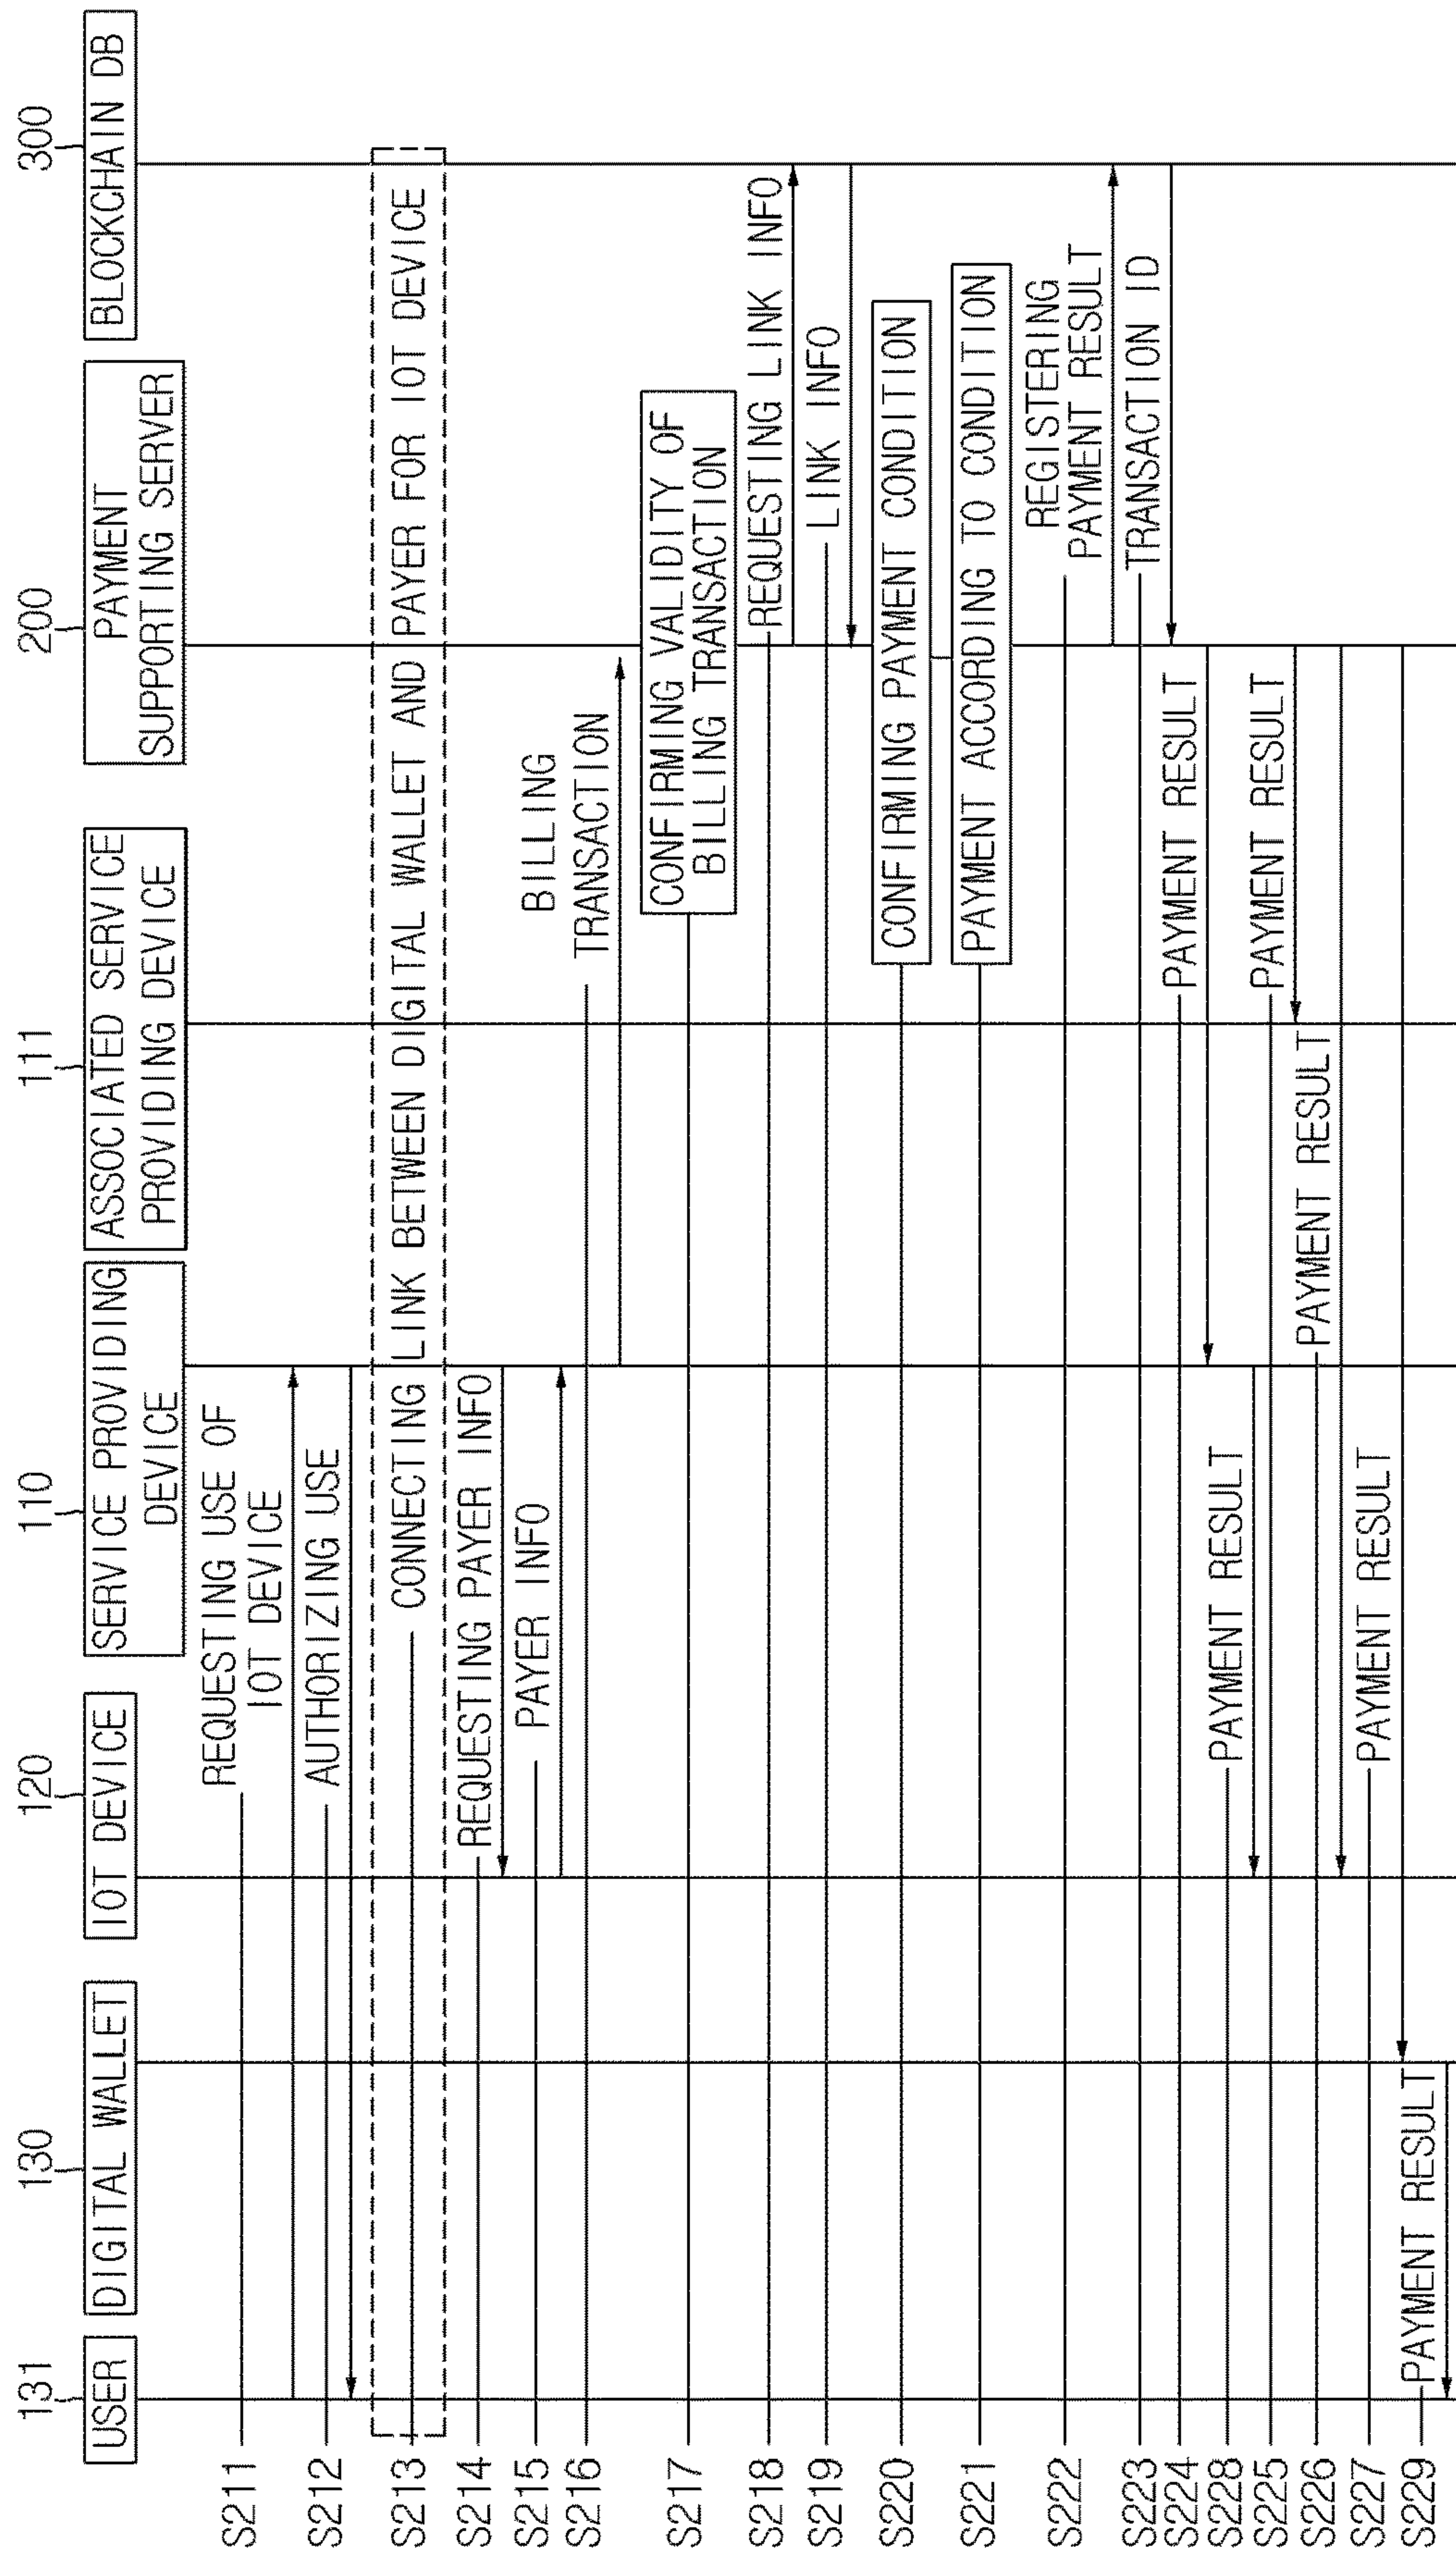 131
130
120
110
111
200
300
USER
DIGITAL WALLET
IOT DEVICE
SERVICE PROVIDING
DEVICE
ASSOCIATED SERVICE
PROVIDING DEVICE
PAYMENT
SUPPORTING SERVER
BLOCKCHAIN DB
S211
REQUESTING USE OF
IOT DEVICE
S212
AUTHORIZING USE
S213
CONNECTING LINK BETWEEN DIGITAL WALLET AND PAYER FOR IOT DEVICE
S214
REQUESTING PAYER INFO
S215
PAYER INFO
S216
BILLING
TRANSACTION
S217
CONFIRMING VALIDITY OF
BILLING TRANSACTION
S218
REQUESTING LINK INFO
S219
LINK INFO
S220
CONFIRMING PAYMENT CONDITION
S221
PAYMENT ACCORDING TO CONDITION
S222
REGISTERING
PAYMENT RESULT
S223
TRANSACTION ID
S224
PAYMENT RESULT
S228
PAYMENT RESULT
S225
PAYMENT RESULT
S226
PAYMENT RESULT
S227
PAYMENT RESULT
S229
PAYMENT RESULT